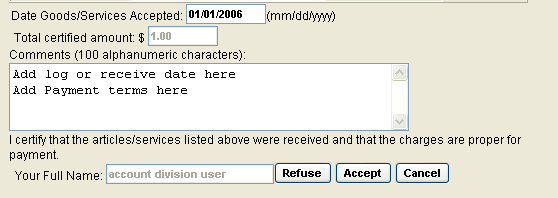 Date Goods/Services Accepted: 01/01/2006 (mm/dd/yyyy)
Total certified amount: $ 1.00
Comments (100 alphanumeric characters):
Add log or receive date here
Add Payment terms here
I certify that the articles/services listed above were received and that the charges are proper for
payment.
Your Full Name: account division user Refuse Accept Cancel